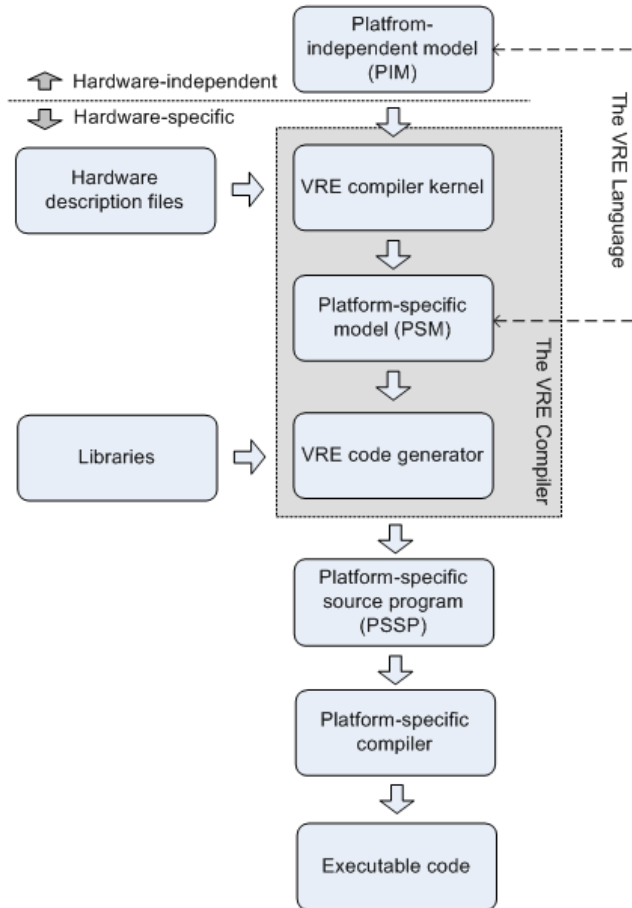 Platfrom-
independent model
(PIM)
Hardware-independent
Hardware-specific
The VRE Language
Hardware
description files
VRE compiler kernel
Platform-specific
model (PSM)
The VRE Compiler
Libraries
VRE code generator
Platform-specific
source program
(PSSP)
Platform-specific
compiler
Executable code